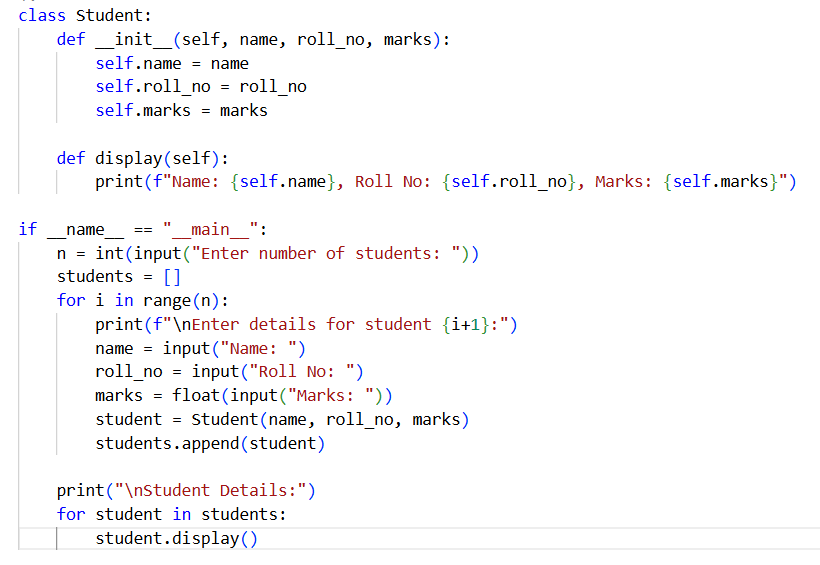 class Student:
    def __init__(self, name, roll_no, marks):
        self.name = name
        self.roll_no = roll_no
        self.marks = marks

    def display(self):
        print(f"Name: {self.name}, Roll No: {self.roll_no}, Marks: {self.marks}")

if __name__ == "__main__":
    n = int(input("Enter number of students: "))
    students = []
    for i in range(n):
        print(f"\nEnter details for student {i+1}:")
        name = input("Name: ")
        roll_no = input("Roll No: ")
        marks = float(input("Marks: "))
        student = Student(name, roll_no, marks)
        students.append(student)

    print("\nStudent Details:")
    for student in students:
        student.display()